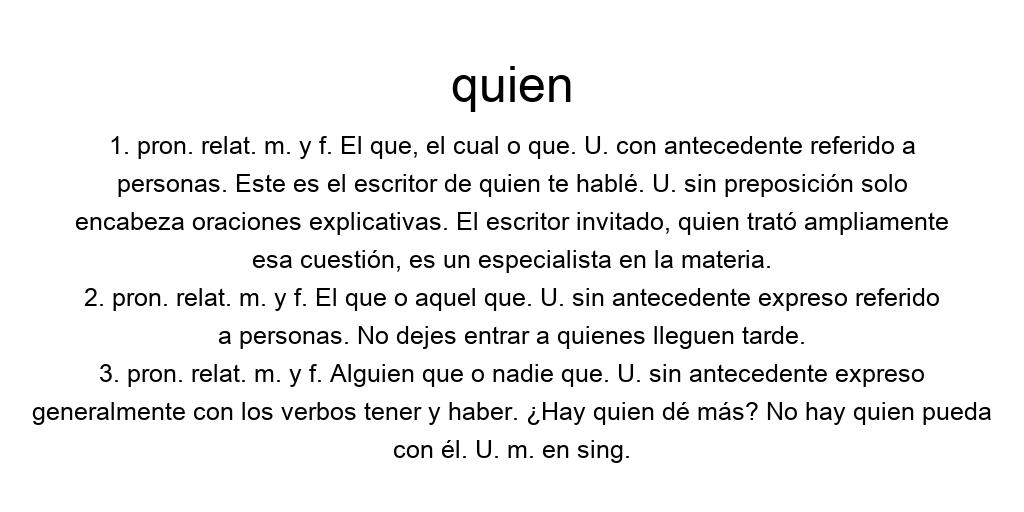 quien
1. pron. relat. m. y f. El que, el cual o que. U. con antecedente referido a
personas. Este es el escritor de quien te hablé. U. sin preposición solo
encabeza oraciones explicativas. El escritor invitado, quien trató ampliamente
esa cuestión, es un especialista en la materia.
2. pron. relat. m. y f. El que o aquel que. U. sin antecedente expreso referido
a personas. No dejes entrar a quienes lleguen tarde.
3. pron. relat. m. y f. Alguien que o nadie que. U. sin antecedente expreso
generalmente con los verbos tener y haber. ¿Hay quien dé más? No hay quien pueda
con él. U. m. en sing.